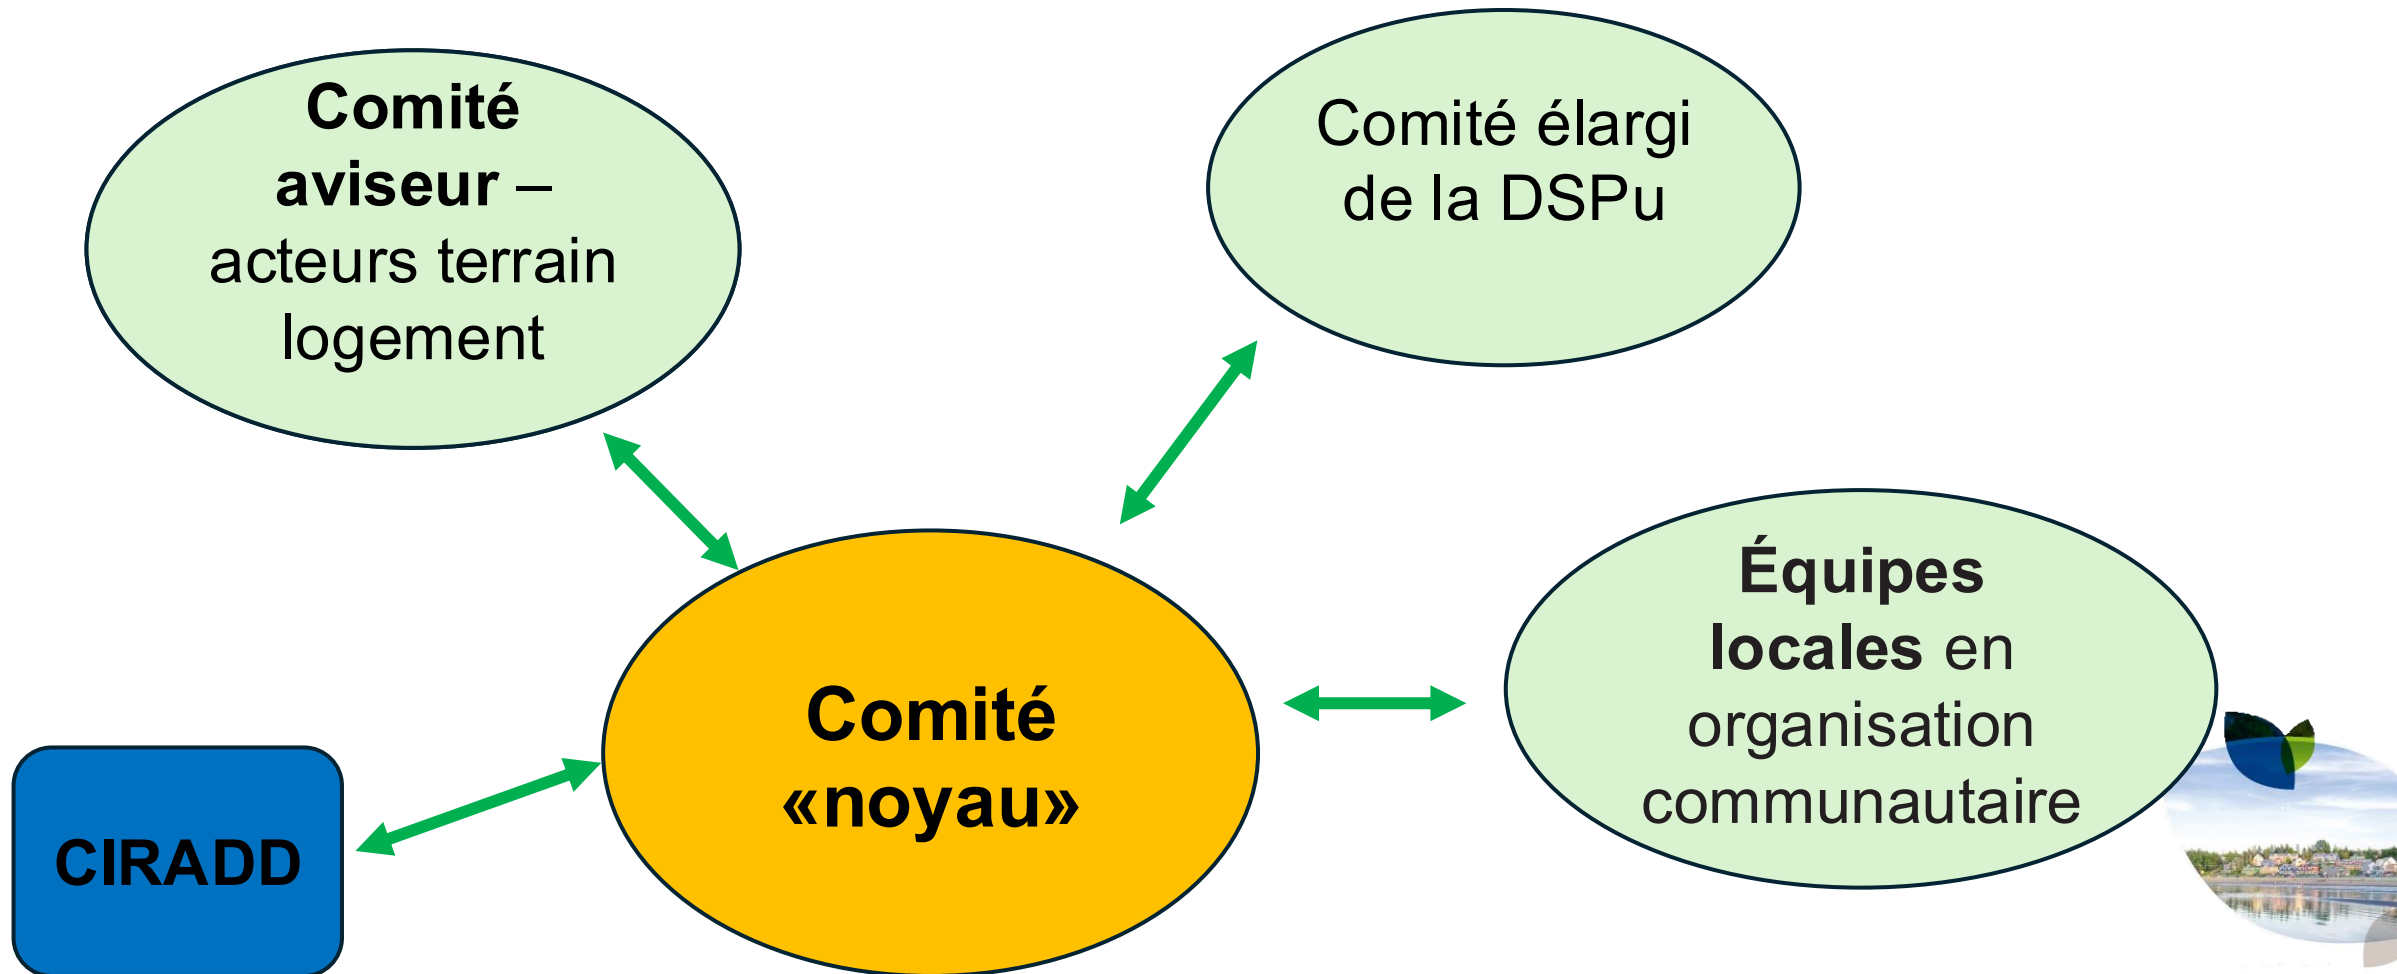 Comité
aviseur –
acteurs terrain
logement
Comité élargi
de la DSPu
Équipes
locales en
organisation
communautaire
Comité
«noyau»
CIRADD